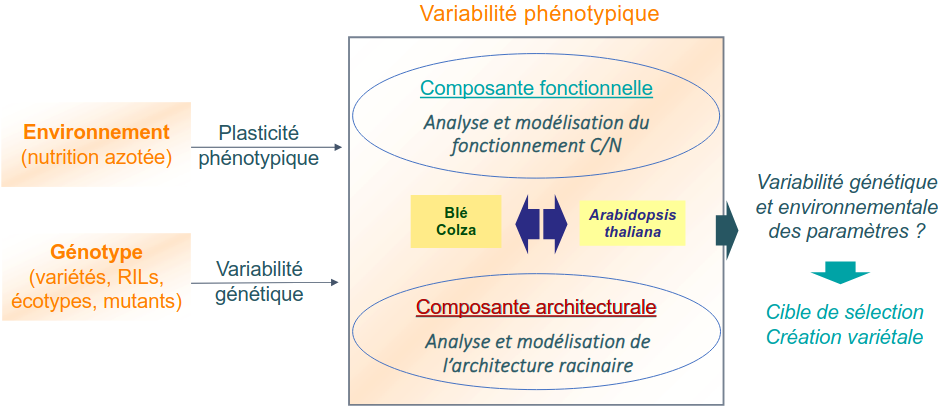 Variabilité phénotypique
Composante fonctionnelle
Analyse et modélisation du
fonctionnement C/N
Environnement
(nutrition azotée)
Plasticité
phénotypique
Blé
Colza
Arabidopsis
thaliana
Variabilité génétique
et environnementale
des paramètres ?
Génotype
(variétés, RILs,
écotypes, mutants)
Variabilité
génétique
Composante architecturale
Analyse et modélisation de
l’architecture racinaire
Cible de sélection
Création variétale